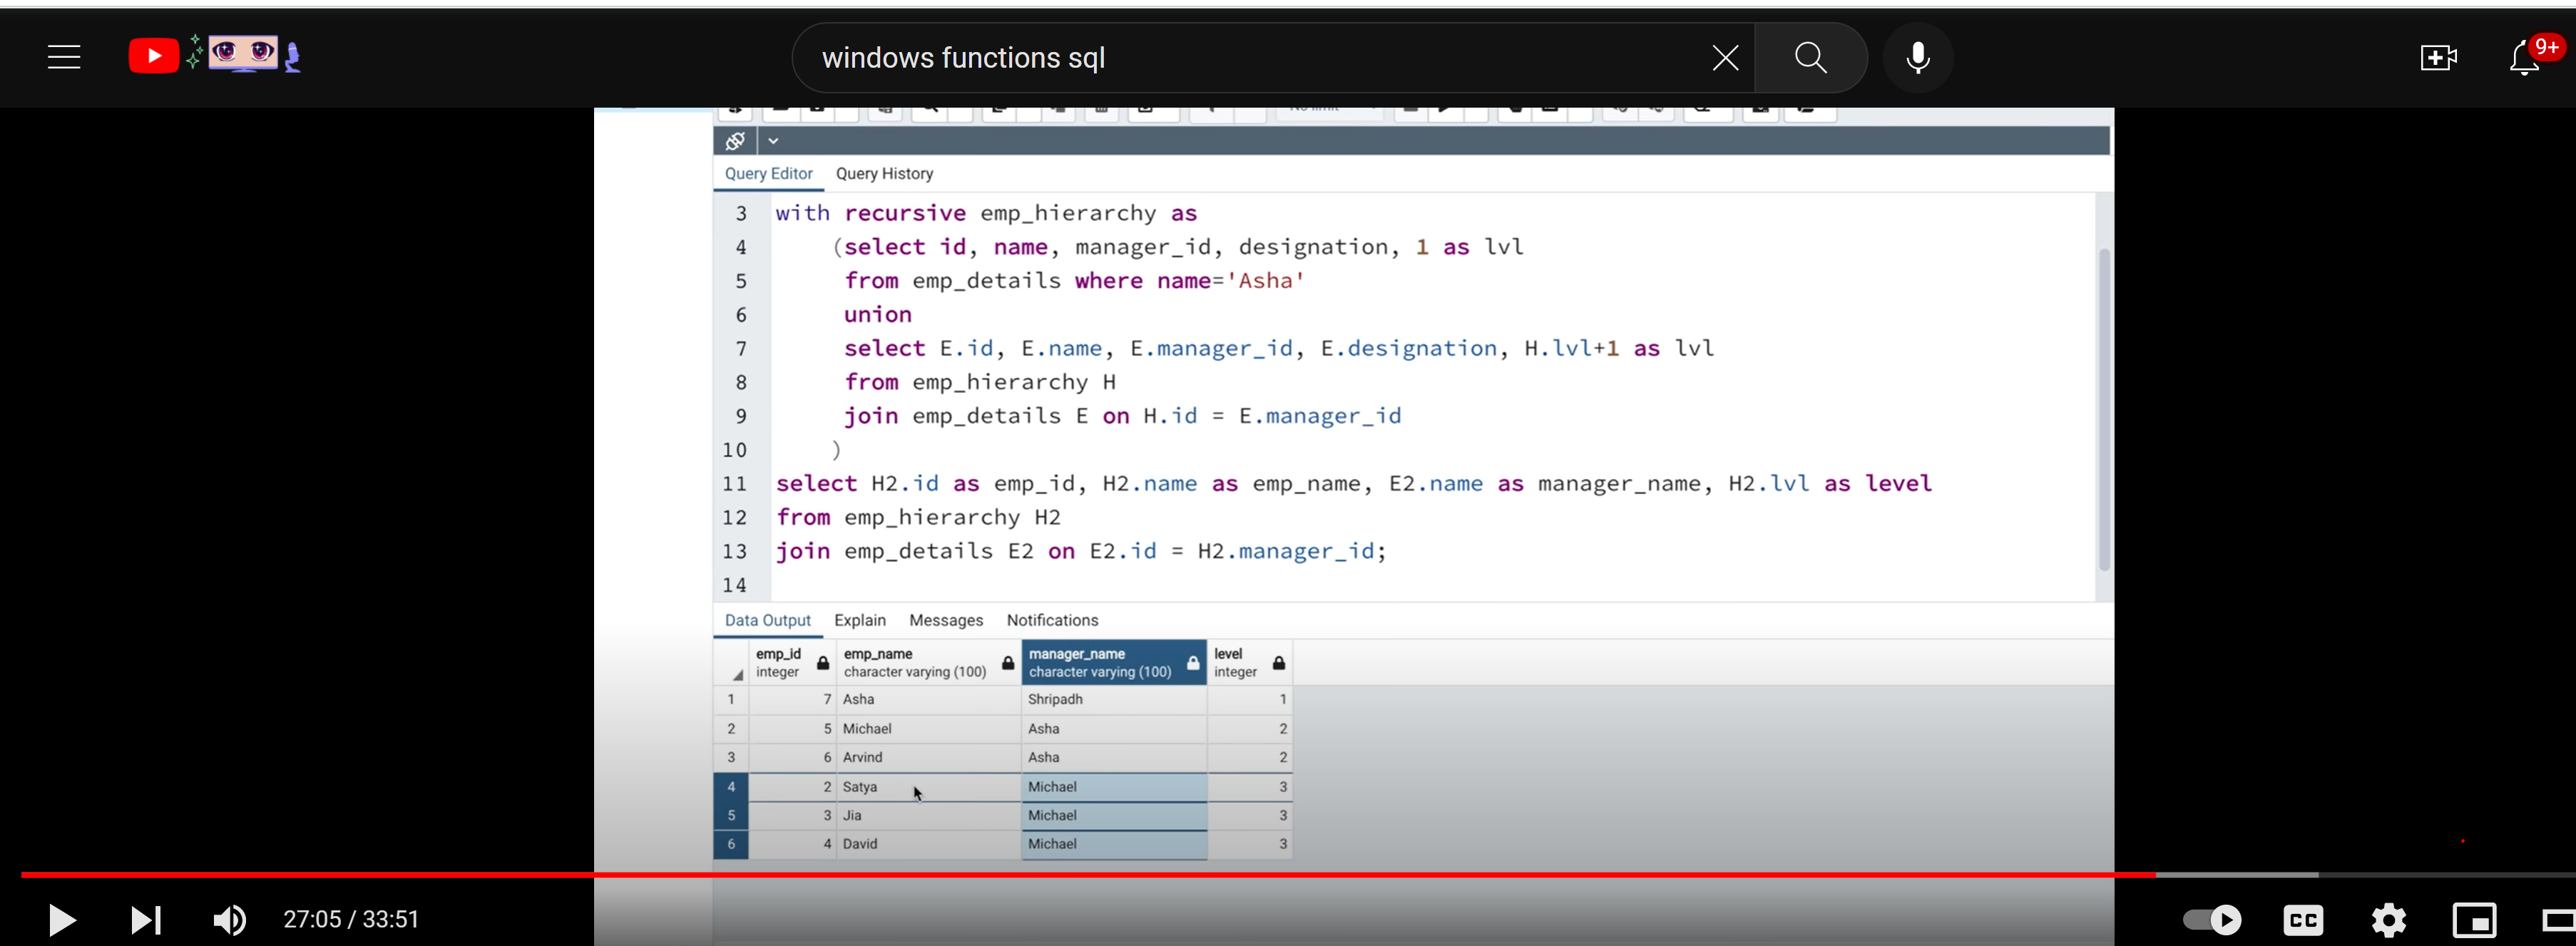 windows functions sql
9+
No limit
Query Editor Query History
3 with recursive emp_hierarchy as
4 (select id, name, manager_id, designation, 1 as lvl
5 from emp_details where name='Asha'
6 union
7 select E.id, E.name, E.manager_id, E.designation, H.lvl+1 as lvl
8 from emp_hierarchy H
9 join emp_details E on H.id = E.manager_id
10 )
11 select H2.id as emp_id, H2.name as emp_name, E2.name as manager_name, H2.lvl as level
12 from emp_hierarchy H2
13 join emp_details E2 on E2.id = H2.manager_id;
14
Data Output Explain Messages Notifications
emp_id emp_name manager_name level
integer character varying (100) character varying (100) integer
1 7 Asha Shripadh 1
2 5 Michael Asha 2
3 6 Arvind Asha 2
4 2 Satya Michael 3
5 3 Jia Michael 3
6 4 David Michael 3
27:05 / 33:51
CC